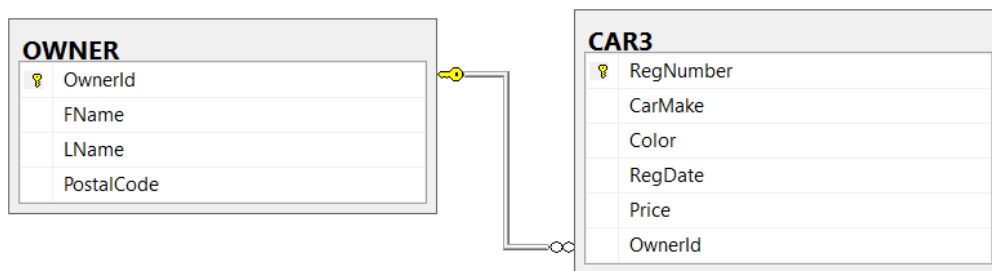 OWNER
OwnerId
FName
LName
PostalCode
CAR3
RegNumber
CarMake
Color
RegDate
Price
OwnerId